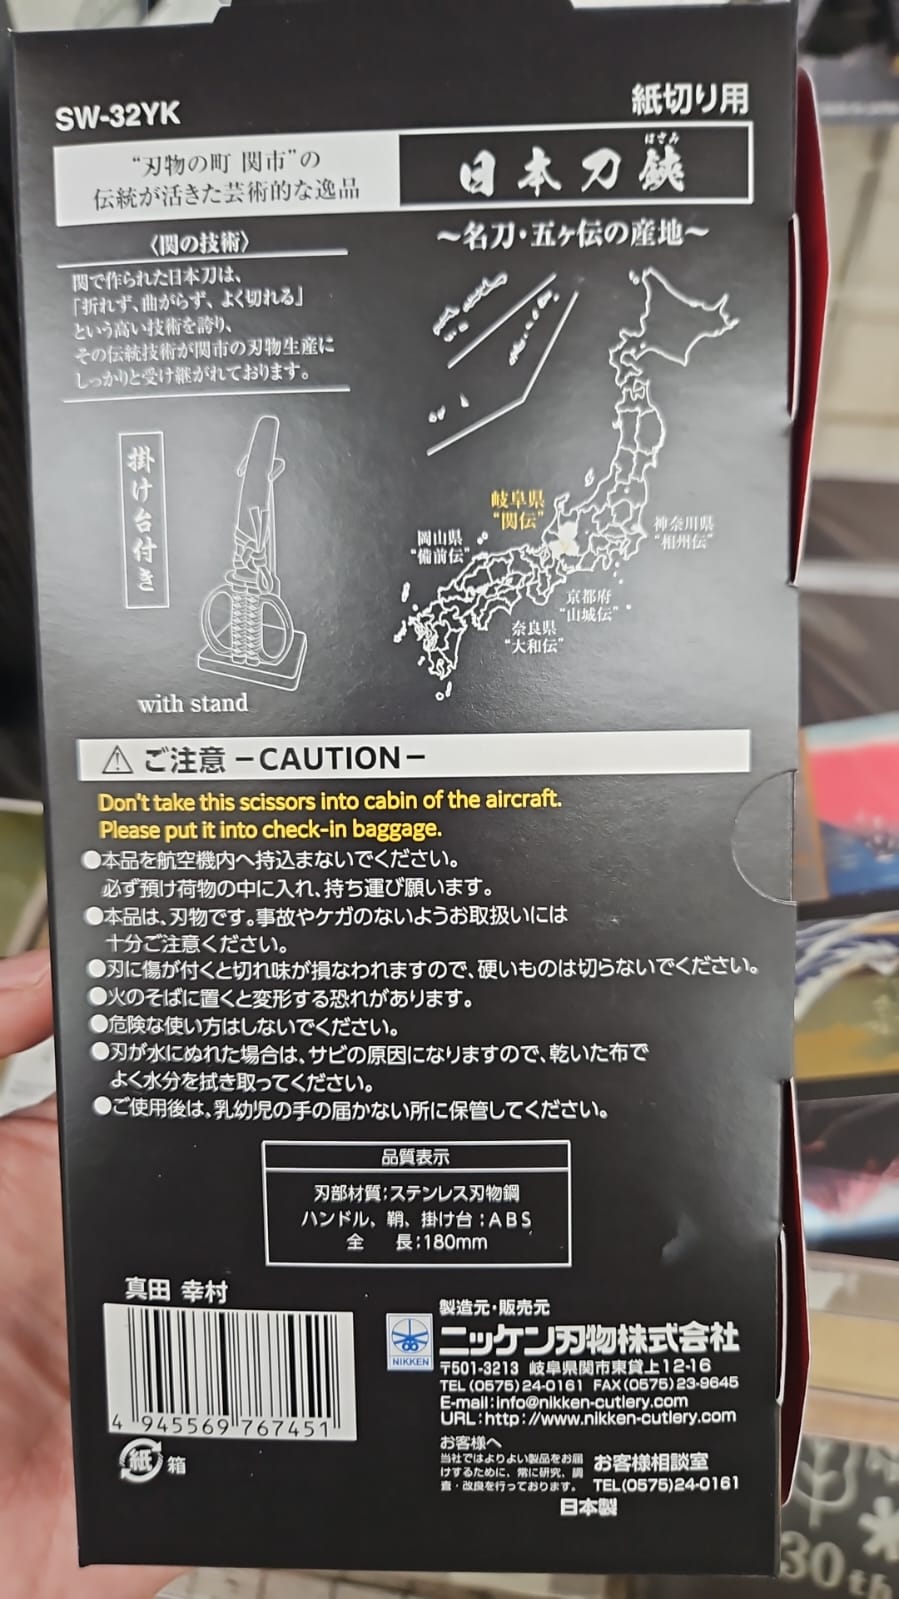 SW-32YK
紙切り用
"刃物の町 関市"の
伝統が活きた芸術的な逸品
はさみ
日本刀鋏
〈関の技術〉
関で作られた日本刀は、
「折れず、曲がらず、よく切れる」
という高い技術を誇り、
その伝統技術が関市の刃物生産に
しっかりと受け継がれております。
～名刀・五ヶ伝の産地～
岐阜県
"関伝"
岡山県
"備前伝"
神奈川県
"相州伝"
京都府
"山城伝"
奈良県
"大和伝"
掛け台付き
with stand
⚠ ご注意 －CAUTION－
Don't take this scissors into cabin of the aircraft.
Please put it into check-in baggage.
●本品を航空機内へ持込まないでください。
必ず預け荷物の中に入れ、持ち運び願います。
●本品は、刃物です。事故やケガのないようお取扱いには
十分ご注意ください。
●刃に傷が付くと切れ味が損なわれますので、硬いものは切らないでください。
●火のそばに置くと変形する恐れがあります。
●危険な使い方はしないでください。
●刃が水にぬれた場合は、サビの原因になりますので、乾いた布で
よく水分を拭き取ってください。
●ご使用後は、乳幼児の手の届かない所に保管してください。
品質表示
刃部材質:ステンレス刃物鋼
ハンドル、鞘、掛け台:ABS
全　長:180mm
真田 幸村
4 945569 767451
紙 箱
NIKKEN
製造元・販売元
ニッケン刃物株式会社
〒501-3213 岐阜県関市東貸上12-16
TEL(0575)24-0161 FAX(0575)23-9645
E-mail:info@nikken-cutlery.com
URL:http://www.nikken-cutlery.com
お客様へ
当社ではよりよい製品をお届
けするために、常に研究、調
査・改良を行っております。
お客様相談室
TEL(0575)24-0161
日本製
30th